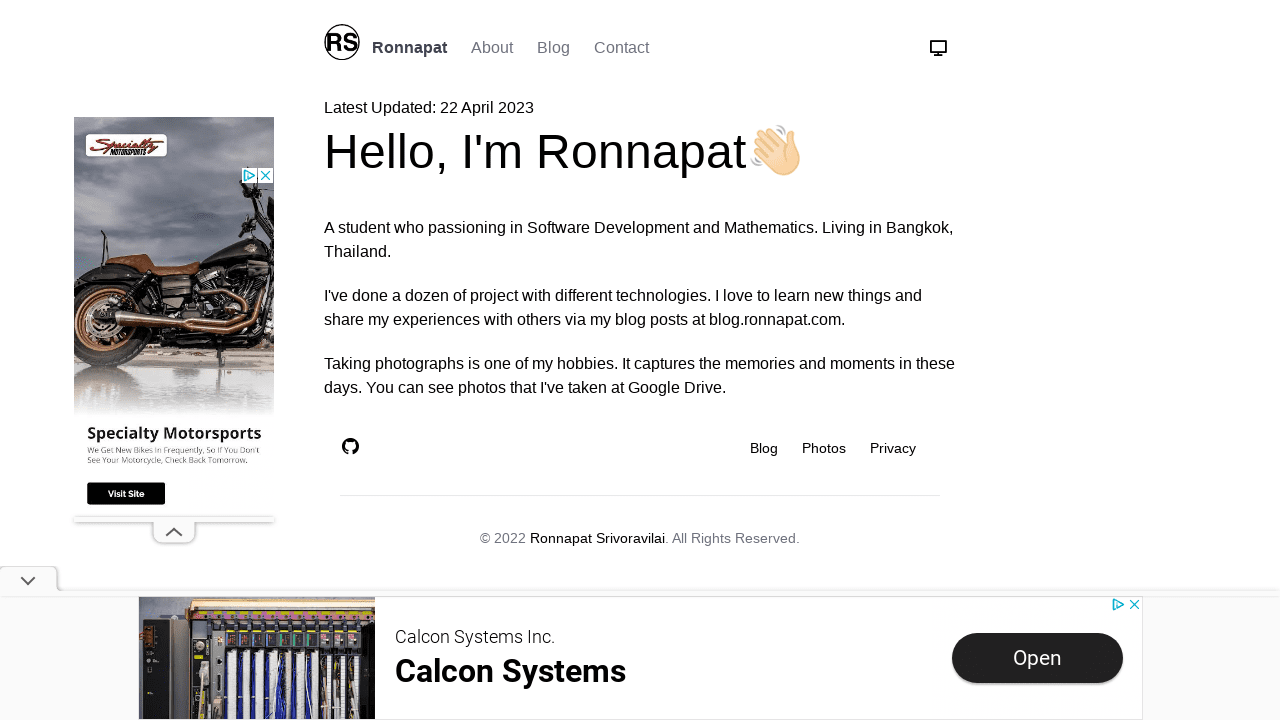 RS Ronnapat About Blog Contact
Latest Updated: 22 April 2023
Hello, I'm Ronnapat
A student who passioning in Software Development and Mathematics. Living in Bangkok,
Thailand.
I've done a dozen of project with different technologies. I love to learn new things and
share my experiences with others via my blog posts at blog.ronnapat.com.
Taking photographs is one of my hobbies. It captures the memories and moments in these
days. You can see photos that I've taken at Google Drive.
Blog Photos Privacy
© 2022 Ronnapat Srivoravilai. All Rights Reserved.
Specialty
MOTORSPORTS
Specialty Motorsports
We Get New Bikes In Frequently, So If You Don't
See Your Motorcycle, Check Back Tomorrow.
Visit Site
Calcon Systems Inc.
Calcon Systems
Open